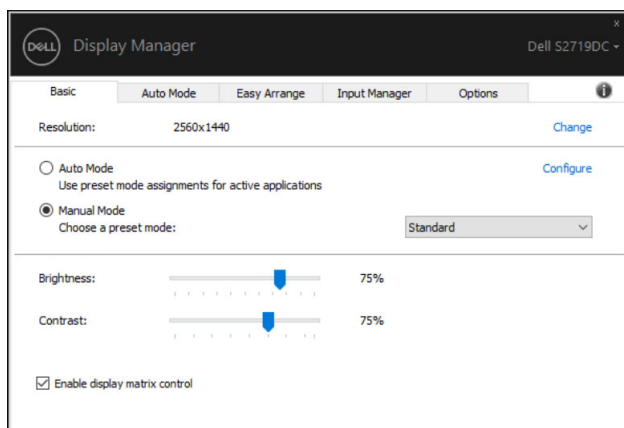 x
DELL Display Manager Dell S2719DC
Basic Auto Mode Easy Arrange Input Manager Options i
Resolution: 2560x1440 Change
Auto Mode Configure
Use preset mode assignments for active applications
Manual Mode
Choose a preset mode: Standard
Brightness: 75%
Contrast: 75%
Enable display matrix control